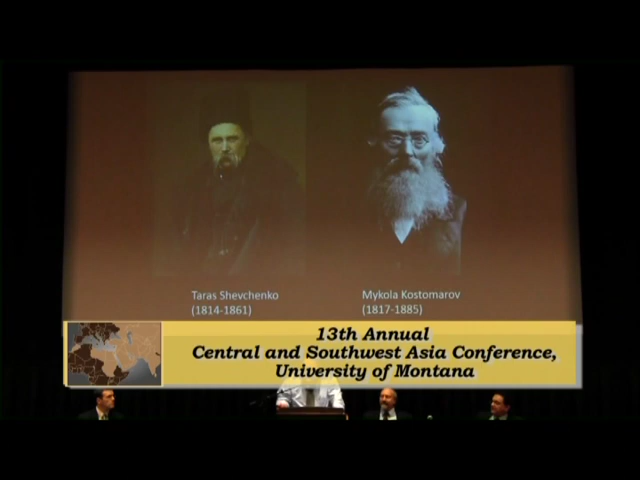 Taras Shevchenko
(1814-1861)
Mykola Kostomarov
(1817-1885)
13th Annual
Central and Southwest Asia Conference,
University of Montana